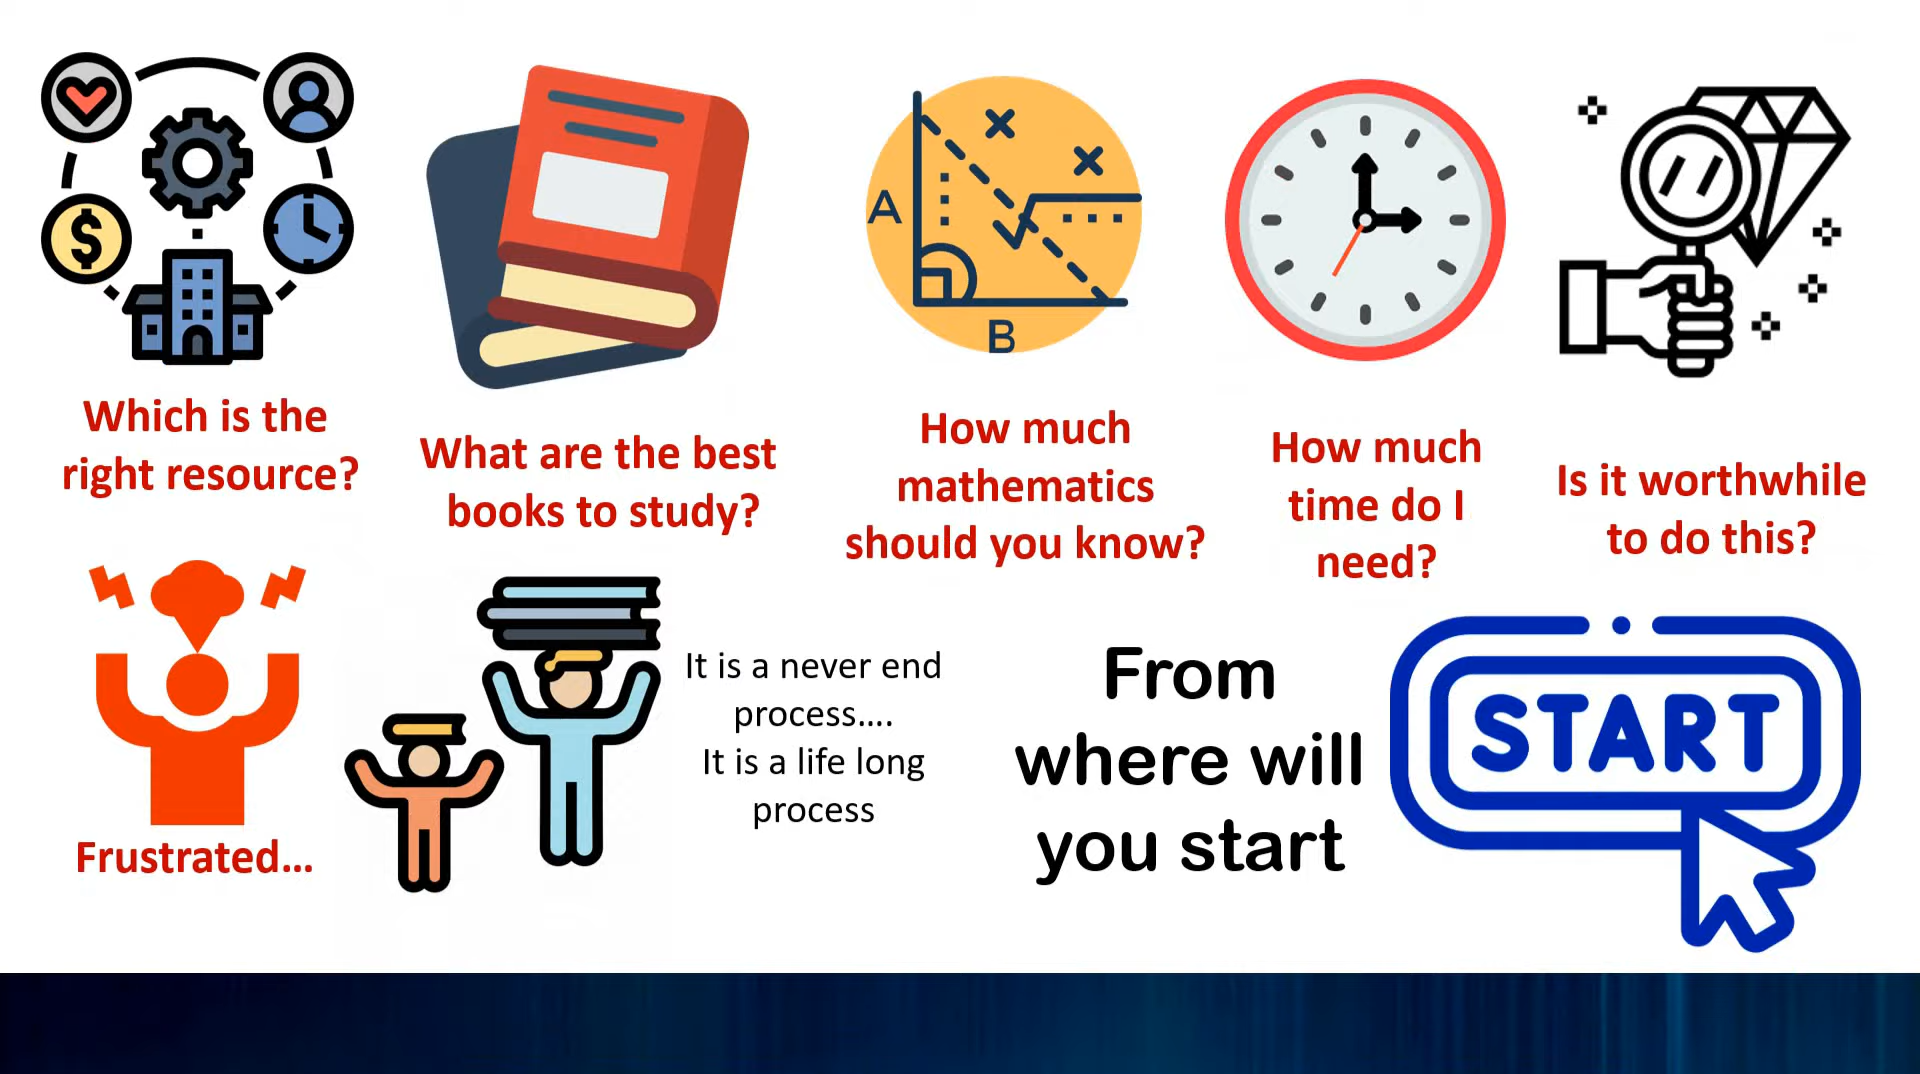 Which is the
right resource?
What are the best
books to study?
A
B
How much
mathematics
should you know?
How much
time do I
need?
Is it worthwhile
to do this?
Frustrated...
It is a never end
process....
It is a life long
process
From
where will
you start
START